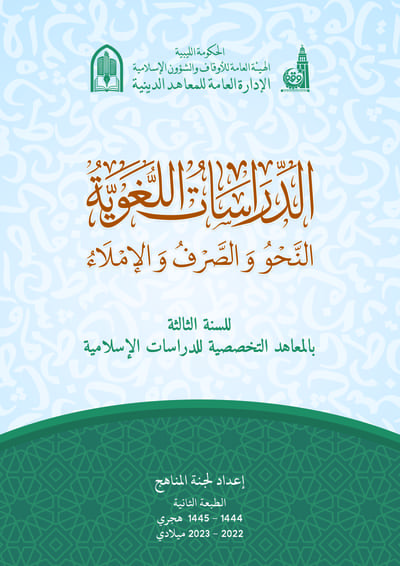 الحكومة الليبية
الهيئة العامة للأوقاف والشؤون الإسلامية
الإدارة العامة للمعاهد الدينية
الدِّرَاسَاتُ اللُّغَوِيَّة
النَّحْوُ وَالصَّرْفُ وَالإِمْلَاءُ
للسنة الثالثة
بالمعاهد التخصصية للدراسات الإسلامية
إعداد لجنة المناهج
الطبعة الثانية
1444 - 1445 هجري
2022 - 2023 ميلادي